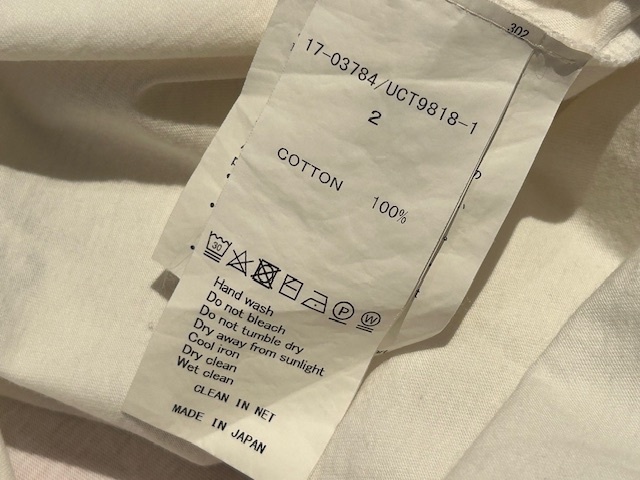 302
17-03784/UCT9818-1
2
COTTON 100%
30 P W
Hand wash
Do not bleach
Do not tumble dry
Dry away from sunlight
Cool iron
Dry clean
Wet clean
CLEAN IN NET
MADE IN JAPAN